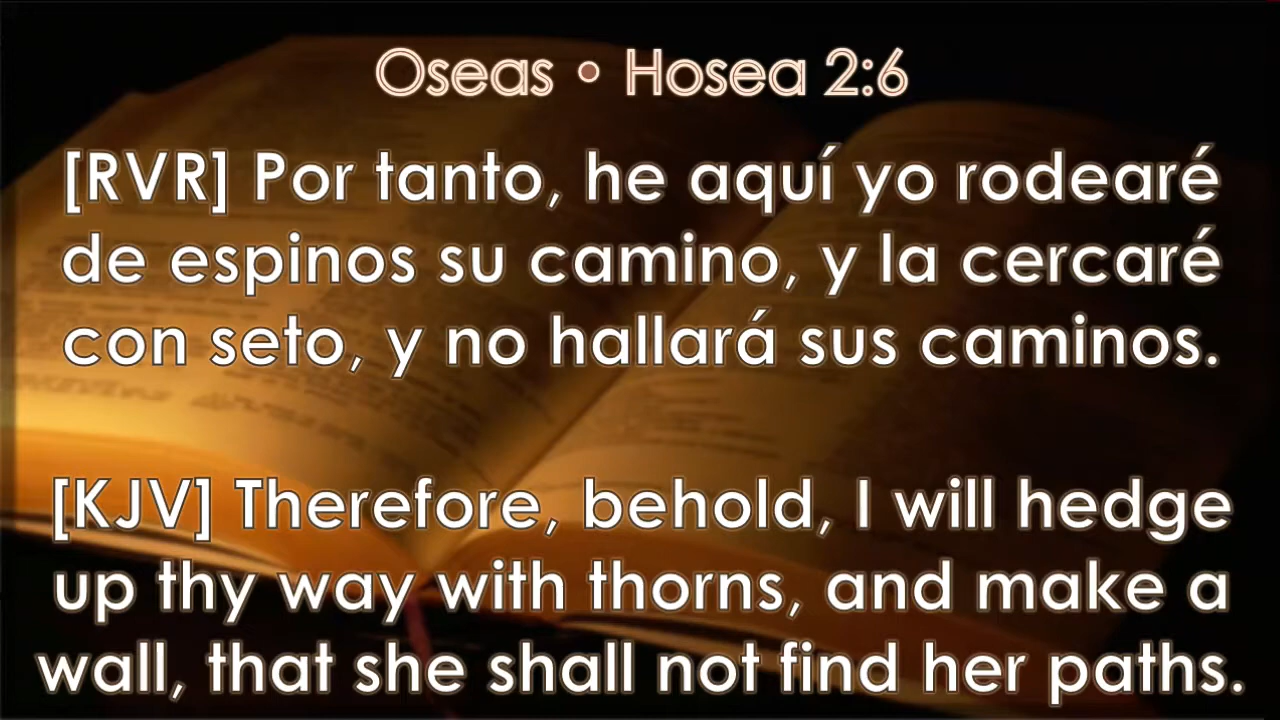 Oseas • Hosea 2:6
[RVR] Por tanto, he aquí yo rodearé
de espinos su camino, y la cercaré
con seto, y no hallará sus caminos.
[KJV] Therefore, behold, I will hedge
up thy way with thorns, and make a
wall, that she shall not find her paths.